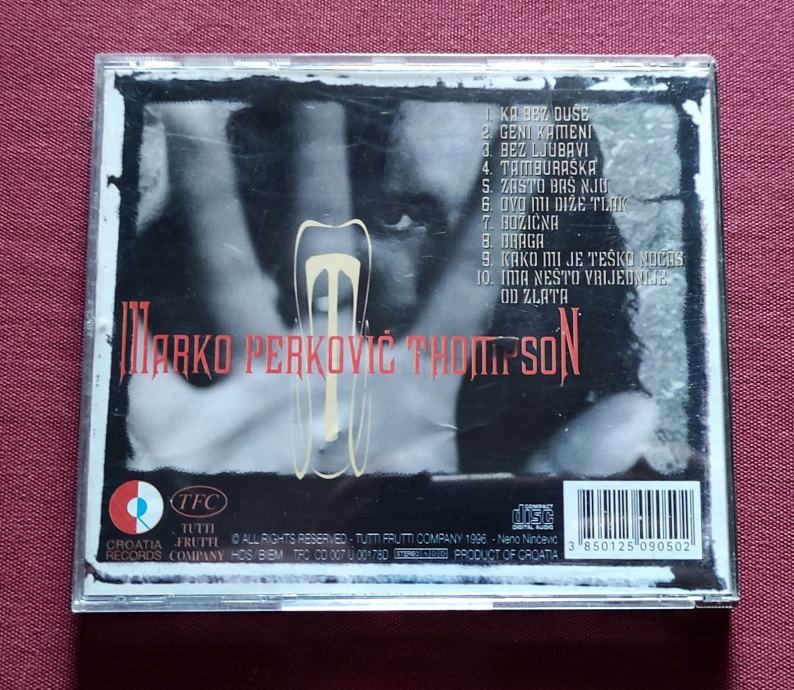 1. KA BEZ DUŠE
2. GENI KAMENI
3. BEZ LJUBAVI
4. TAMBURAŠKA
5. ZAŠTO BAŠ NJU
6. OVO MI DIŽE TLAK
7. BOŽIĆNA
8. DRAGA
9. KAKO MI JE TEŠKO NOĆAS
10. IMA NEŠTO VRIJEDNIJE
OD ZLATA
MARKO PERKOVIĆ THOMPSON
CROATIA
RECORDS
TFC
TUTTI
FRUTTI
COMPANY
© ALL RIGHTS RESERVED - TUTTI FRUTTI COMPANY 1996. - Neno Ninčević
HDS/BIEM TFC CD 007 U 00178D STEREO ADD PRODUCT OF CROATIA
COMPACT
disc
DIGITAL AUDIO
3 850125 090502